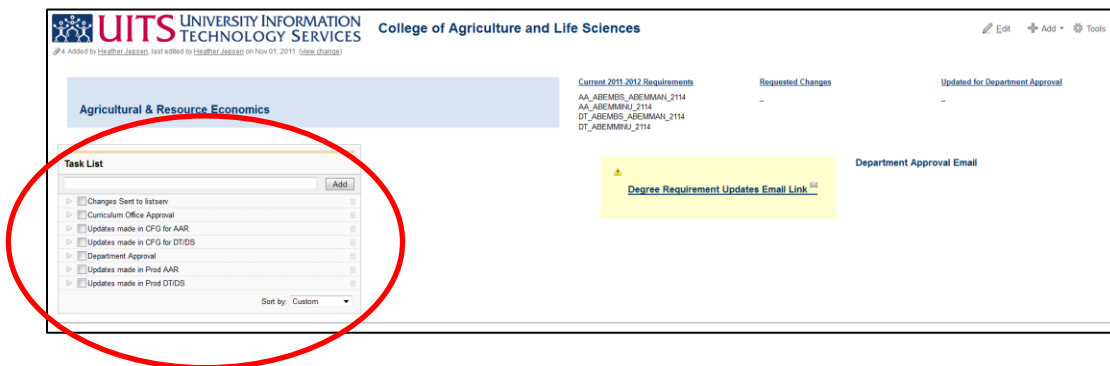 UITS UNIVERSITY INFORMATION TECHNOLOGY SERVICES
College of Agriculture and Life Sciences
Edit Add Tools
4 Added by Heather Jepsen, last edited by Heather Jepsen on Nov 01, 2011 (view change)
Agricultural & Resource Economics
Current 2011-2012 Requirements
AA_ABEMBS_ABEMMAN_2114
AA_ABEMMINU_2114
DT_ABEMBS_ABEMMAN_2114
DT_ABEMMINU_2114
Requested Changes
–
Updated for Department Approval
–
Task List
Add
Changes Sent to listserv
Curriculum Office Approval
Updates made in CFG for AAR
Updates made in CFG for DT/DS
Department Approval
Updates made in Prod AAR
Updates made in Prod DT/DS
Sort by: Custom
Degree Requirement Updates Email Link
Department Approval Email